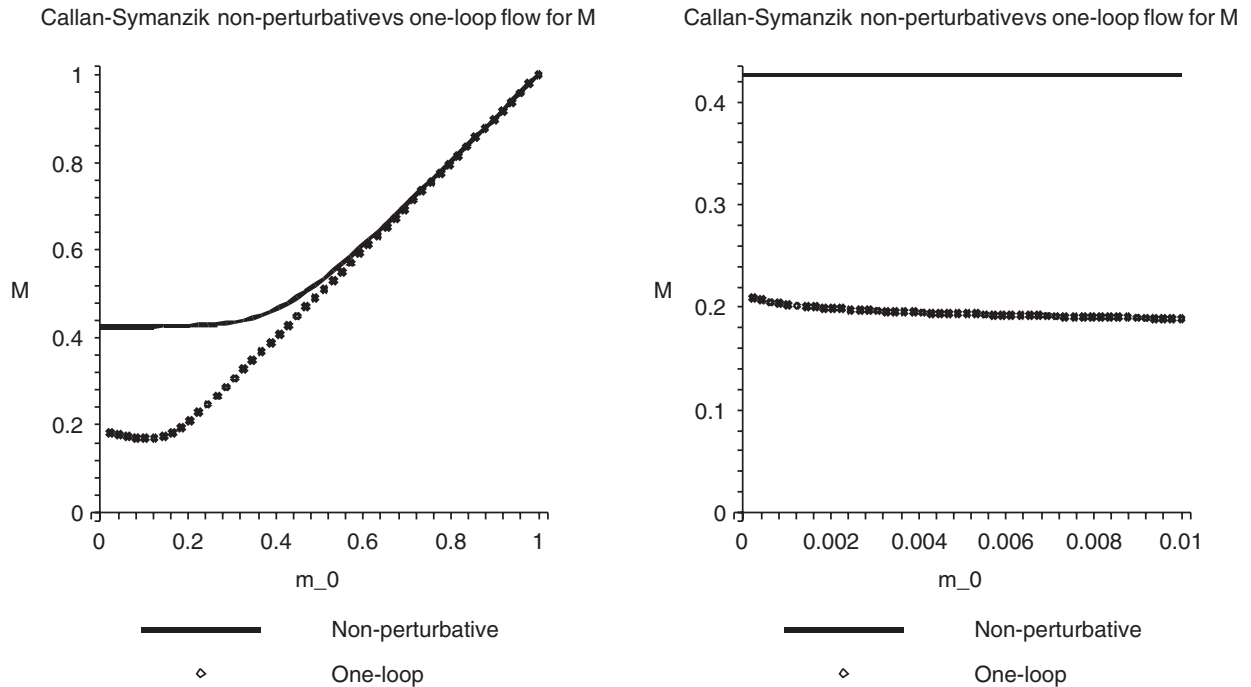 Callan-Symanzik non-perturbativevs one-loop flow for M
1
0.8
0.6
M
0.4
0.2
0
0 0.2 0.4 0.6 0.8 1
m_0
Non-perturbative
One-loop
Callan-Symanzik non-perturbativevs one-loop flow for M
0.4
0.3
M
0.2
0.1
0
0 0.002 0.004 0.006 0.008 0.01
m_0
Non-perturbative
One-loop